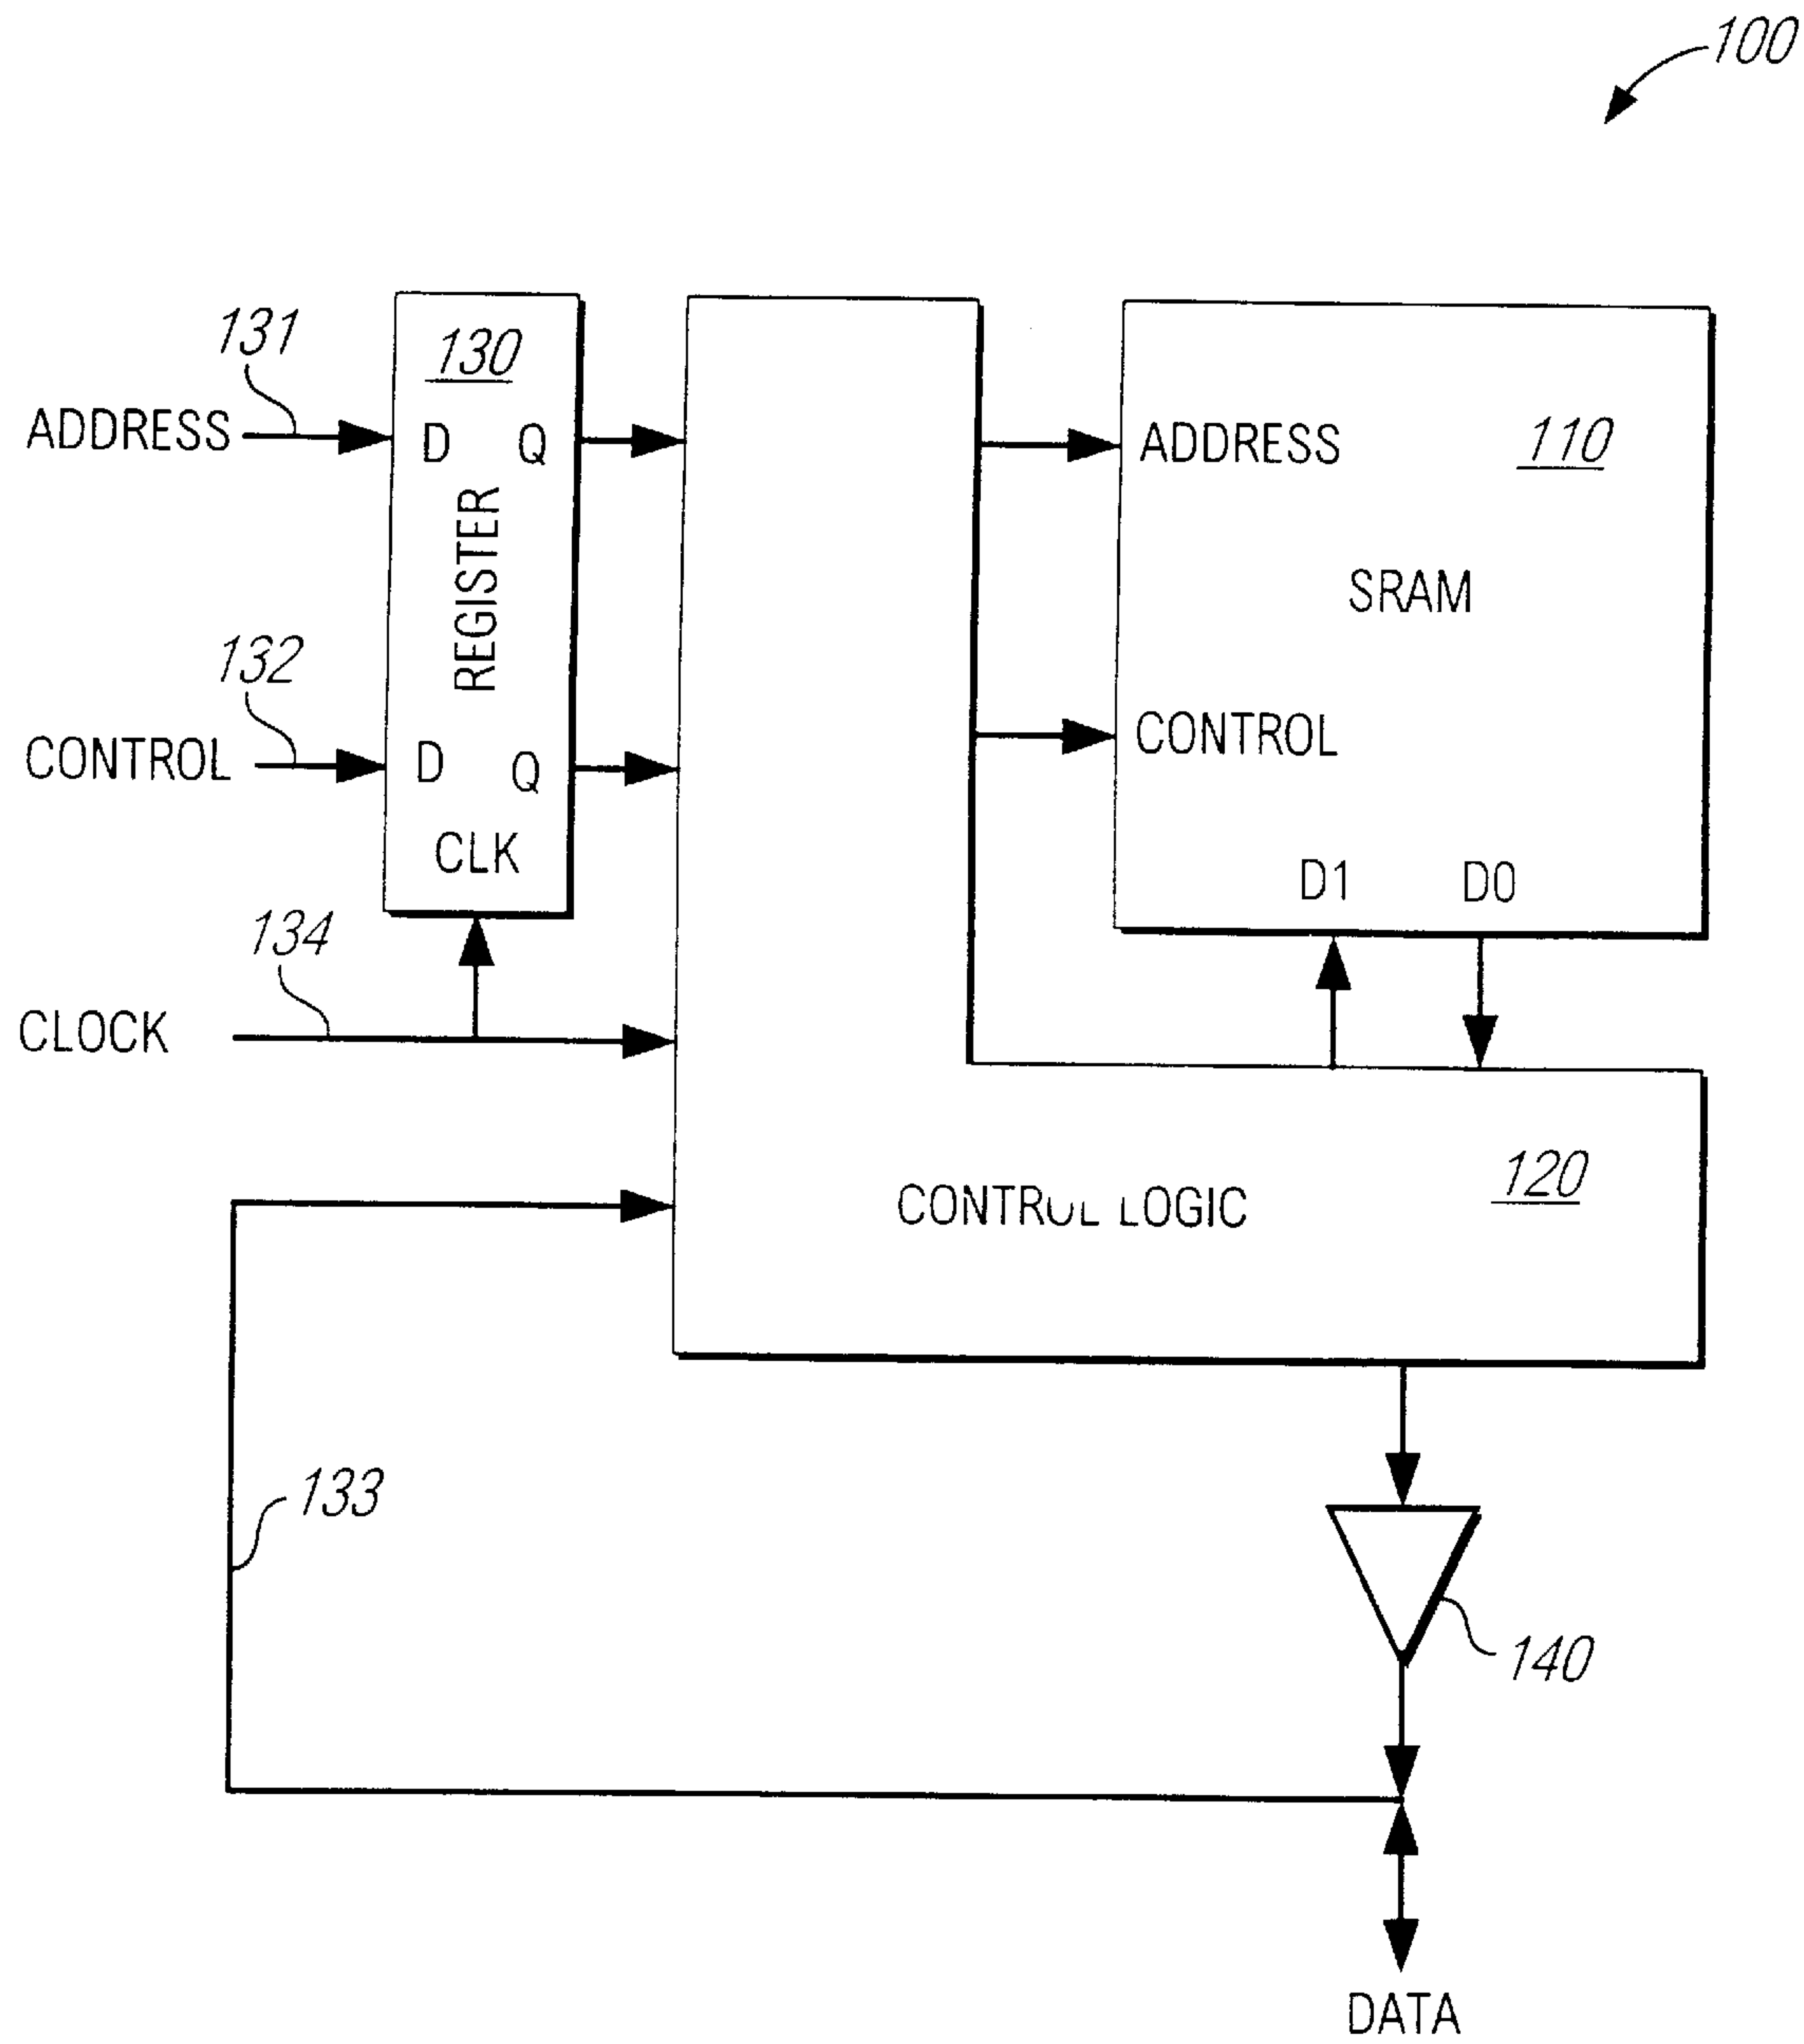 100
131
130
ADDRESS
D Q
ADDRESS
110
REGISTER
SRAM
132
CONTROL
D Q
CONTROL
CLK
D1 D0
134
CLOCK
120
CONTROL LOGIC
133
140
DATA